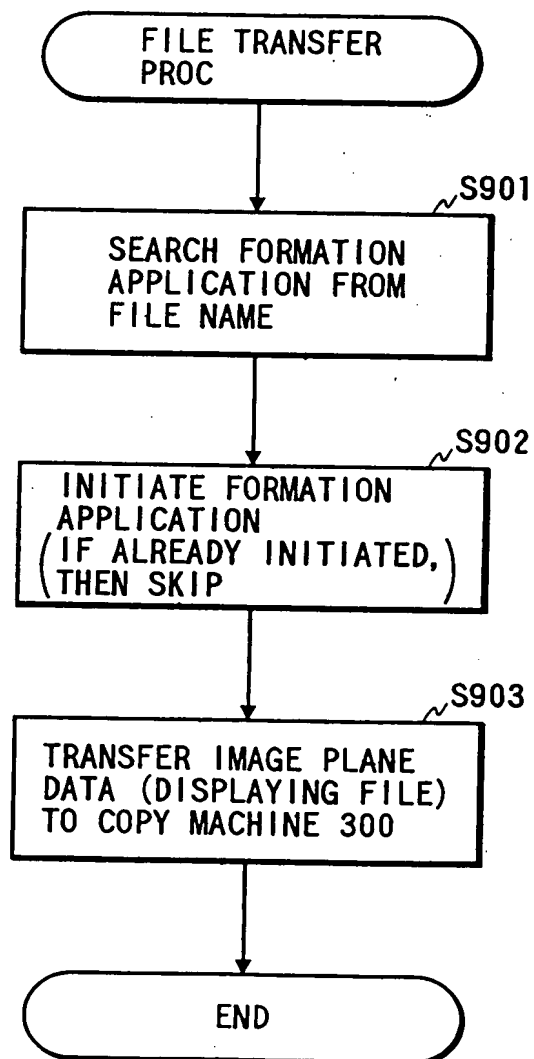 FILE TRANSFER
PROC
S901
SEARCH FORMATION
APPLICATION FROM
FILE NAME
S902
INITIATE FORMATION
APPLICATION
(IF ALREADY INITIATED,
THEN SKIP)
S903
TRANSFER IMAGE PLANE
DATA (DISPLAYING FILE)
TO COPY MACHINE 300
END